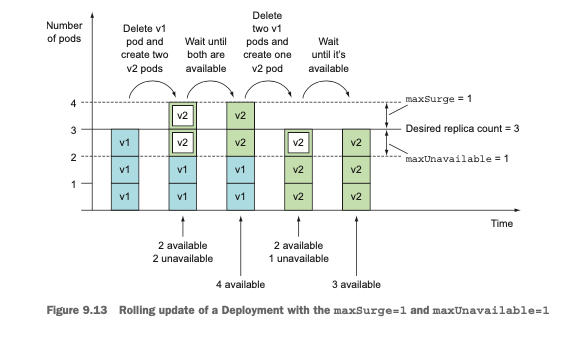 Number
of pods
Delete v1
pod and
create two
v2 pods
Wait until
both are
available
Delete
two v1
pods and
create one
v2 pod
Wait
until it's
available
4
3
2
1
v1
v1
v1
v2
v2
v1
v1
v2
v2
v1
v1
v2
v2
v2
v2
v2
v2
maxSurge = 1
Desired replica count = 3
maxUnavailable = 1
Time
2 available
2 unavailable
4 available
2 available
1 unavailable
3 available
Figure 9.13 Rolling update of a Deployment with the maxSurge=1 and maxUnavailable=1